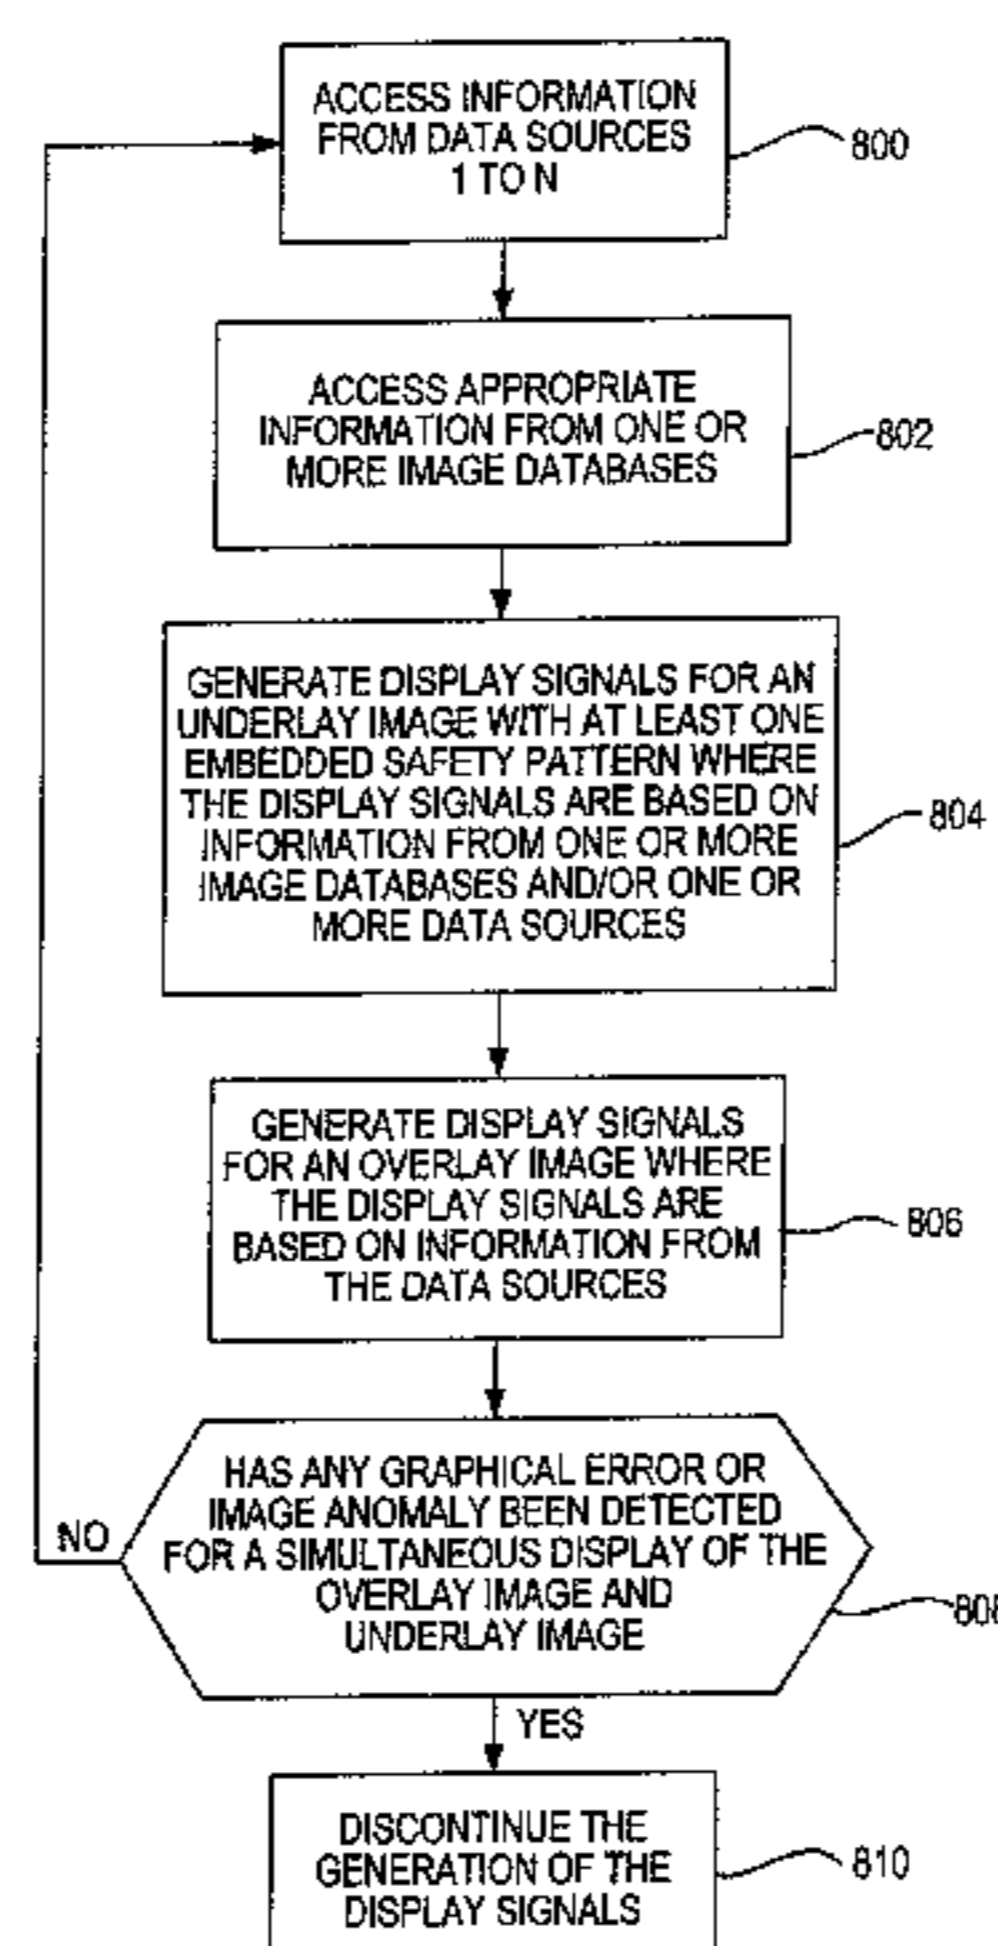 ACCESS INFORMATION
FROM DATA SOURCES
1 TO N
800
ACCESS APPROPRIATE
INFORMATION FROM ONE OR
MORE IMAGE DATABASES
802
GENERATE DISPLAY SIGNALS FOR AN
UNDERLAY IMAGE WITH AT LEAST ONE
EMBEDDED SAFETY PATTERN WHERE
THE DISPLAY SIGNALS ARE BASED ON
INFORMATION FROM ONE OR MORE
IMAGE DATABASES AND/OR ONE OR
MORE DATA SOURCES
804
GENERATE DISPLAY SIGNALS
FOR AN OVERLAY IMAGE WHERE
THE DISPLAY SIGNALS ARE
BASED ON INFORMATION FROM
THE DATA SOURCES
806
HAS ANY GRAPHICAL ERROR OR
IMAGE ANOMALY BEEN DETECTED
FOR A SIMULTANEOUS DISPLAY OF THE
OVERLAY IMAGE AND
UNDERLAY IMAGE
NO
808
YES
DISCONTINUE THE
GENERATION OF THE
DISPLAY SIGNALS
810